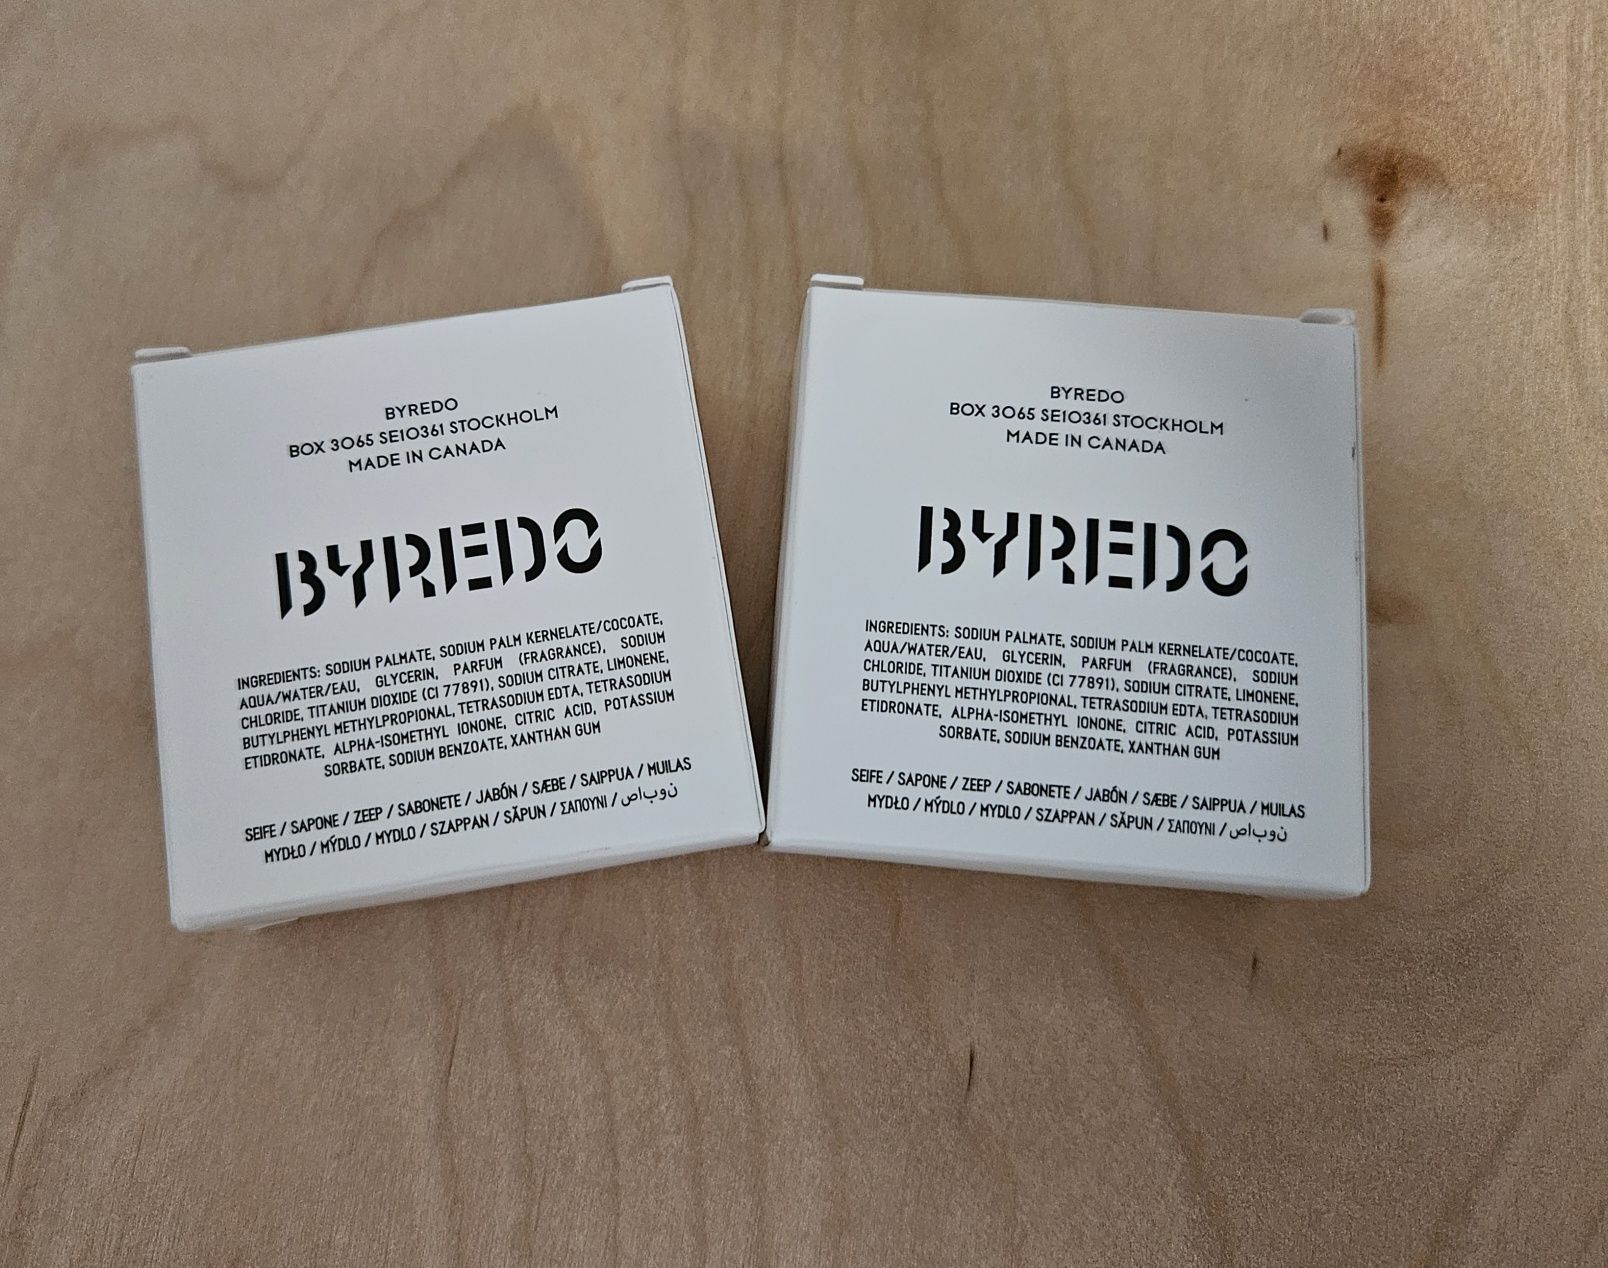 BYREDO
BOX 3065 SE10361 STOCKHOLM
MADE IN CANADA
BYREDO
INGREDIENTS: SODIUM PALMATE, SODIUM PALM KERNELATE/COCOATE,
AQUA/WATER/EAU, GLYCERIN, PARFUM (FRAGRANCE), SODIUM
CHLORIDE, TITANIUM DIOXIDE (CI 77891), SODIUM CITRATE, LIMONENE,
BUTYLPHENYL METHYLPROPIONAL, TETRASODIUM EDTA, TETRASODIUM
ETIDRONATE, ALPHA-ISOMETHYL IONONE, CITRIC ACID, POTASSIUM
SORBATE, SODIUM BENZOATE, XANTHAN GUM
SEIFE / SAPONE / ZEEP / SABONETE / JABÓN / SÆBE / SAIPPUA / MUILAS
MYDŁO / MÝDLO / MYDLO / SZAPPAN / SĂPUN / ΣΑΠΟΥΝΙ / صابون
BYREDO
BOX 3065 SE10361 STOCKHOLM
MADE IN CANADA
BYREDO
INGREDIENTS: SODIUM PALMATE, SODIUM PALM KERNELATE/COCOATE,
AQUA/WATER/EAU, GLYCERIN, PARFUM (FRAGRANCE), SODIUM
CHLORIDE, TITANIUM DIOXIDE (CI 77891), SODIUM CITRATE, LIMONENE,
BUTYLPHENYL METHYLPROPIONAL, TETRASODIUM EDTA, TETRASODIUM
ETIDRONATE, ALPHA-ISOMETHYL IONONE, CITRIC ACID, POTASSIUM
SORBATE, SODIUM BENZOATE, XANTHAN GUM
SEIFE / SAPONE / ZEEP / SABONETE / JABÓN / SÆBE / SAIPPUA / MUILAS
MYDŁO / MÝDLO / MYDLO / SZAPPAN / SĂPUN / ΣΑΠΟΥΝΙ / صابون